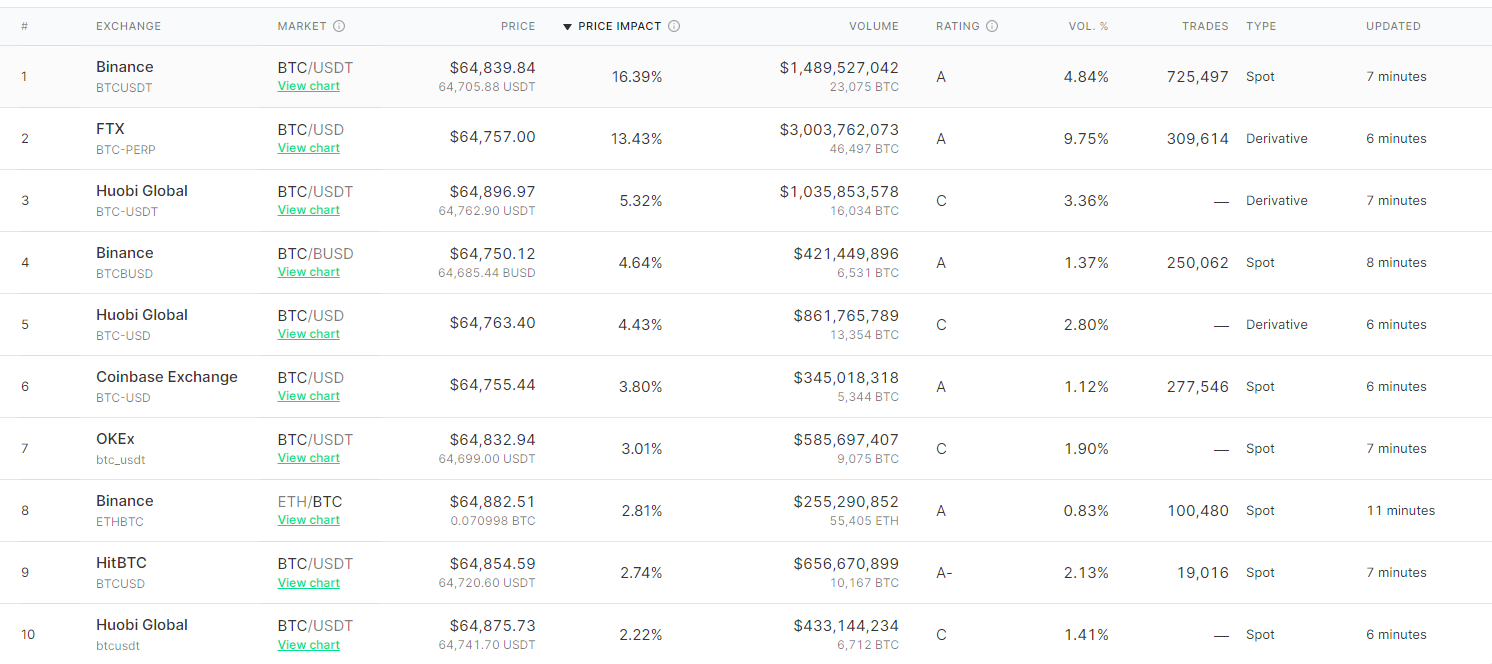 # EXCHANGE MARKET PRICE ▼ PRICE IMPACT VOLUME RATING VOL. % TRADES TYPE UPDATED
1 Binance BTC/USDT $64,839.84 16.39% $1,489,527,042 A 4.84% 725,497 Spot 7 minutes
BTCUSDT View chart 64,705.88 USDT 23,075 BTC
2 FTX BTC/USD $64,757.00 13.43% $3,003,762,073 A 9.75% 309,614 Derivative 6 minutes
BTC-PERP View chart 46,497 BTC
3 Huobi Global BTC/USDT $64,896.97 5.32% $1,035,853,578 C 3.36% — Derivative 7 minutes
BTC-USDT View chart 64,762.90 USDT 16,034 BTC
4 Binance BTC/BUSD $64,750.12 4.64% $421,449,896 A 1.37% 250,062 Spot 8 minutes
BTCBUSD View chart 64,685.44 BUSD 6,531 BTC
5 Huobi Global BTC/USD $64,763.40 4.43% $861,765,789 C 2.80% — Derivative 6 minutes
BTC-USD View chart 13,354 BTC
6 Coinbase Exchange BTC/USD $64,755.44 3.80% $345,018,318 A 1.12% 277,546 Spot 6 minutes
BTC-USD View chart 5,344 BTC
7 OKEx BTC/USDT $64,832.94 3.01% $585,697,407 C 1.90% — Spot 7 minutes
btc_usdt View chart 64,699.00 USDT 9,075 BTC
8 Binance ETH/BTC $64,882.51 2.81% $255,290,852 A 0.83% 100,480 Spot 11 minutes
ETHBTC View chart 0.070998 BTC 55,405 ETH
9 HitBTC BTC/USDT $64,854.59 2.74% $656,670,899 A- 2.13% 19,016 Spot 7 minutes
BTCUSD View chart 64,720.60 USDT 10,167 BTC
10 Huobi Global BTC/USDT $64,875.73 2.22% $433,144,234 C 1.41% — Spot 6 minutes
btcusdt View chart 64,741.70 USDT 6,712 BTC